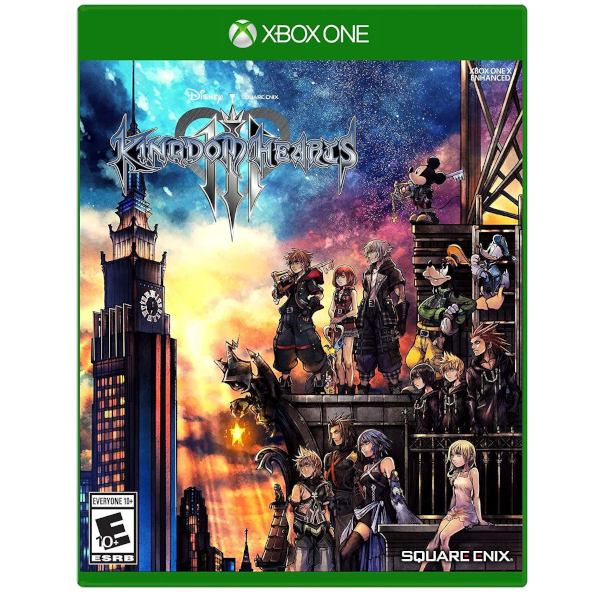 XBOX ONE
XBOX ONE X
ENHANCED
Disney SQUARE ENIX
KINGDOM HEARTS
III
EVERYONE 10+
E
10+
ESRB
SQUARE ENIX.